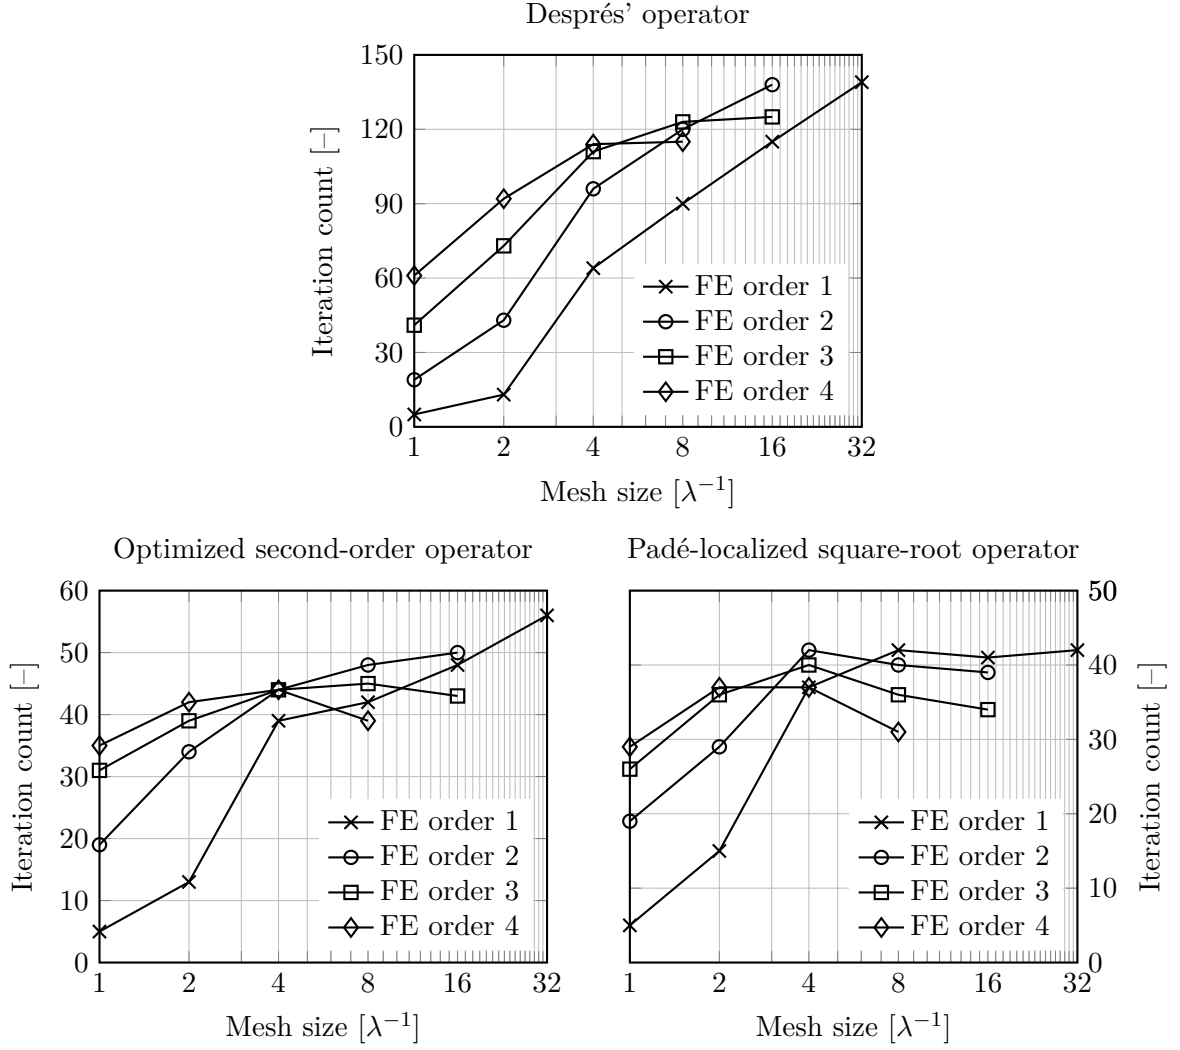 Després’ operator
150
120
90
60
30
0
Iteration count [–]
FE order 1
FE order 2
FE order 3
FE order 4
1 2 4 8 16 32
Mesh size [λ⁻¹]
Optimized second-order operator
60
50
40
30
20
10
0
Iteration count [–]
FE order 1
FE order 2
FE order 3
FE order 4
1 2 4 8 16 32
Mesh size [λ⁻¹]
Padé-localized square-root operator
50
40
30
20
10
0
Iteration count [–]
FE order 1
FE order 2
FE order 3
FE order 4
1 2 4 8 16 32
Mesh size [λ⁻¹]